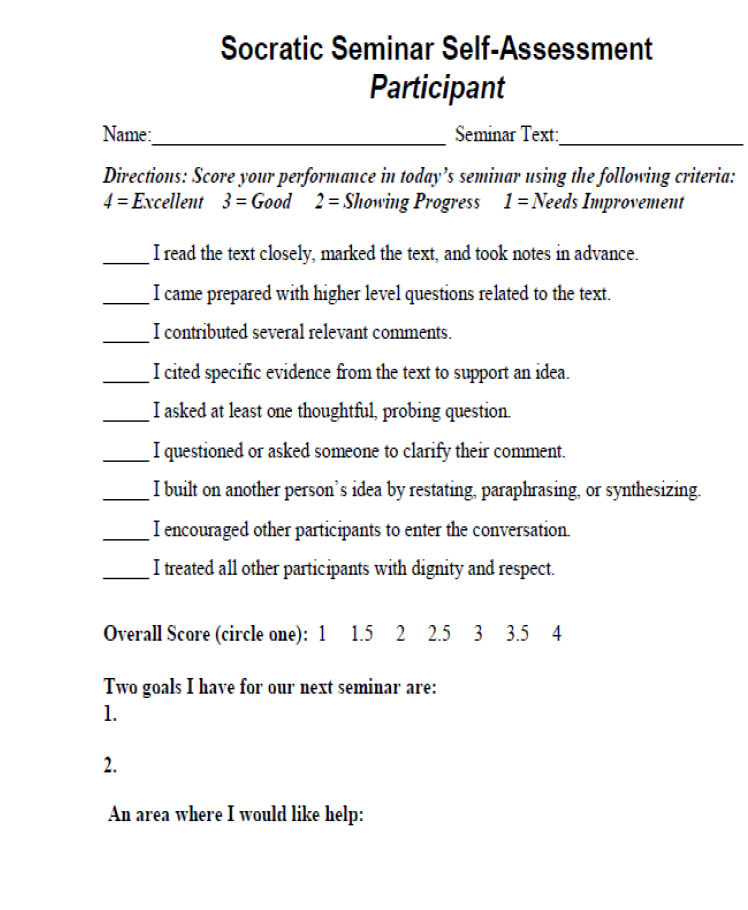 Socratic Seminar Self-Assessment
Participant
Name:_____________________________ Seminar Text:__________________
Directions: Score your performance in today's seminar using the following criteria:
4 = Excellent 3 = Good 2 = Showing Progress 1 = Needs Improvement
_____ I read the text closely, marked the text, and took notes in advance.
_____ I came prepared with higher level questions related to the text.
_____ I contributed several relevant comments.
_____ I cited specific evidence from the text to support an idea.
_____ I asked at least one thoughtful, probing question.
_____ I questioned or asked someone to clarify their comment.
_____ I built on another person's idea by restating, paraphrasing, or synthesizing.
_____ I encouraged other participants to enter the conversation.
_____ I treated all other participants with dignity and respect.
Overall Score (circle one): 1 1.5 2 2.5 3 3.5 4
Two goals I have for our next seminar are:
1.
2.
An area where I would like help: